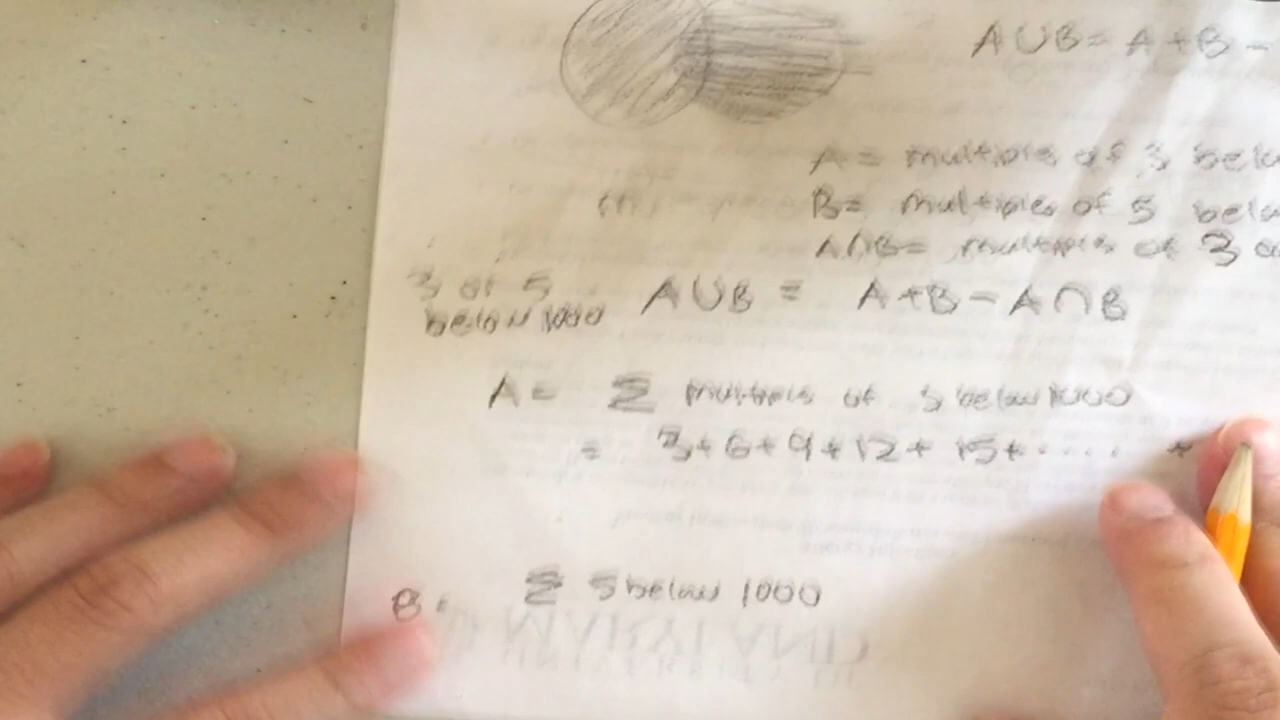 A∪B = A+B -
A = multiples of 3 belo
B = multiples of 5 belo
A∩B = multiples of 3 o
3 or 5
below 1000
A∪B = A+B - A∩B
A = Σ multiples of 3 below 1000
= 3+6+9+12+ 15+..... +
B = Σ 5 below 1000